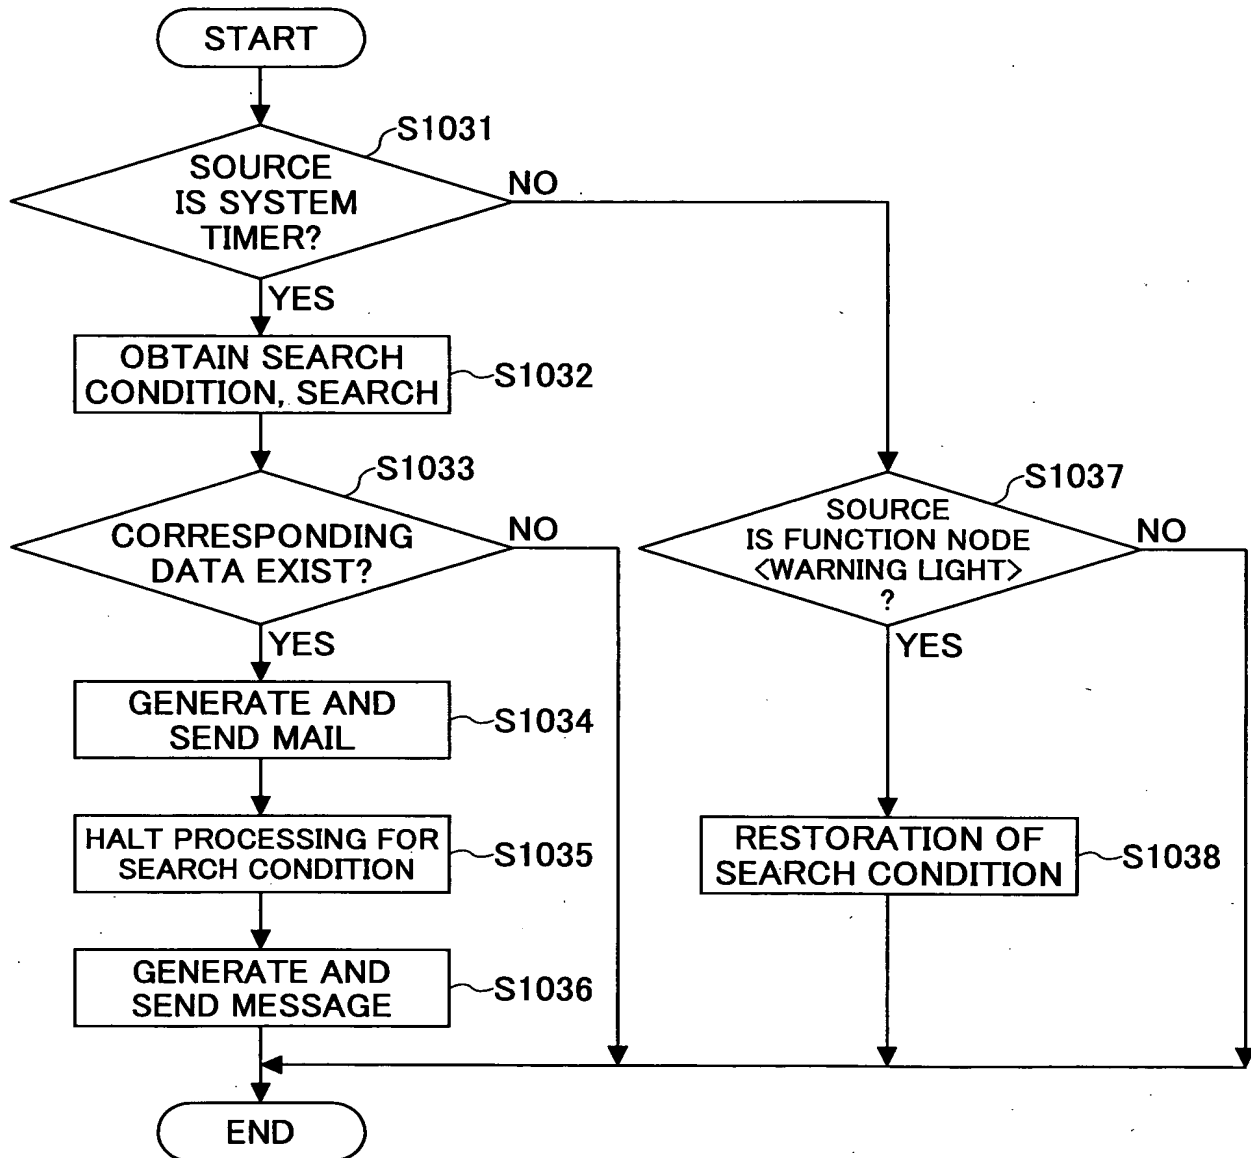 START
S1031
SOURCE
IS SYSTEM
TIMER?
NO
YES
OBTAIN SEARCH
CONDITION, SEARCH
S1032
S1033
CORRESPONDING
DATA EXIST?
NO
YES
GENERATE AND
SEND MAIL
S1034
HALT PROCESSING FOR
SEARCH CONDITION
S1035
GENERATE AND
SEND MESSAGE
S1036
S1037
SOURCE
IS FUNCTION NODE
<WARNING LIGHT>
?
NO
YES
RESTORATION OF
SEARCH CONDITION
S1038
END